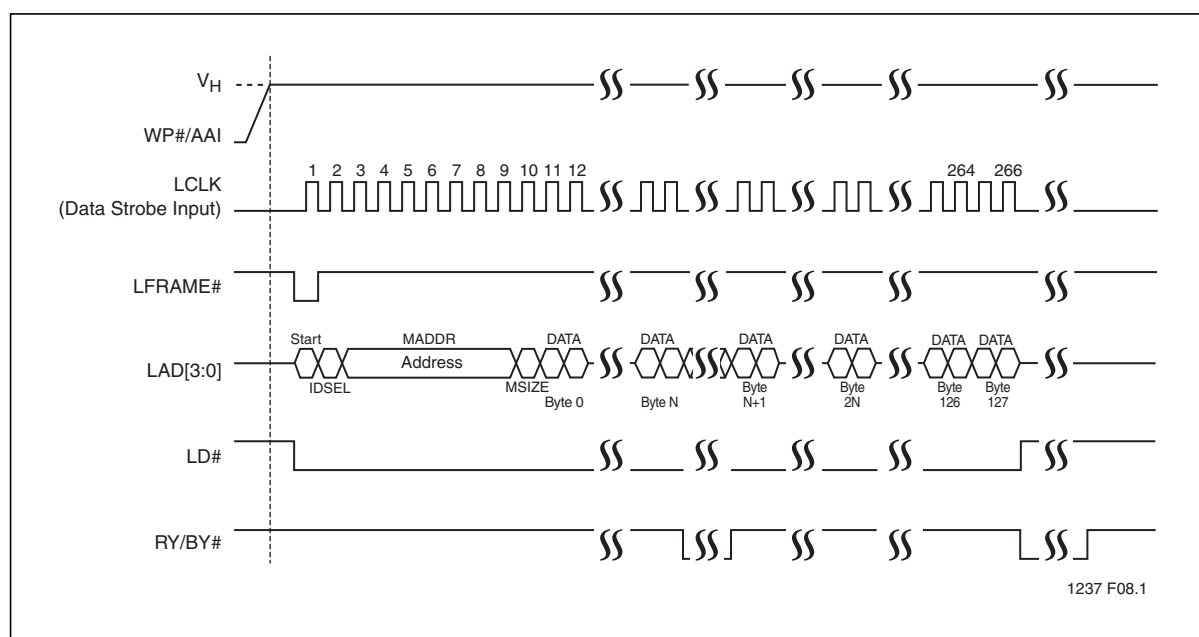 VH
WP#/AAI
1 2 3 4 5 6 7 8 9 10 11 12 264 266
LCLK
(Data Strobe Input)
LFRAME#
Start MADDR DATA DATA DATA DATA DATA DATA
LAD[3:0] Address
IDSEL MSIZE Byte 0 Byte N Byte N+1 Byte 2N Byte 126 Byte 127
LD#
RY/BY#
1237 F08.1